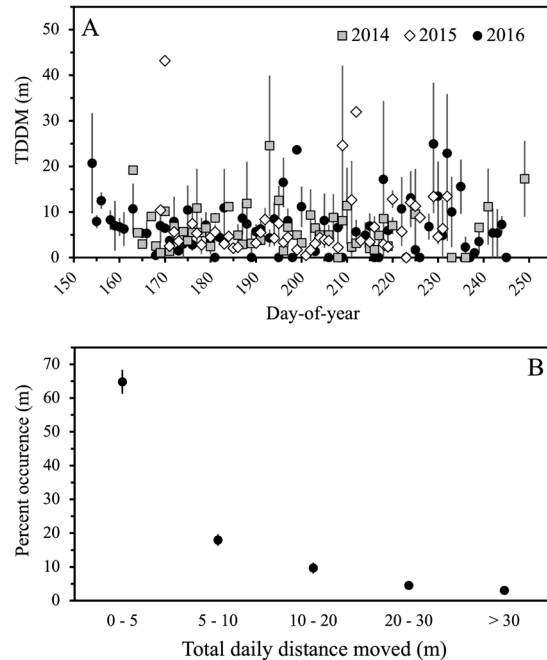 A
2014 2015 2016
TDDM (m)
60
50
40
30
20
10
0
150 160 170 180 190 200 210 220 230 240 250
Day-of-year
B
Percent occurence (m)
70
60
50
40
30
20
10
0
0 - 5 5 - 10 10 - 20 20 - 30 > 30
Total daily distance moved (m)